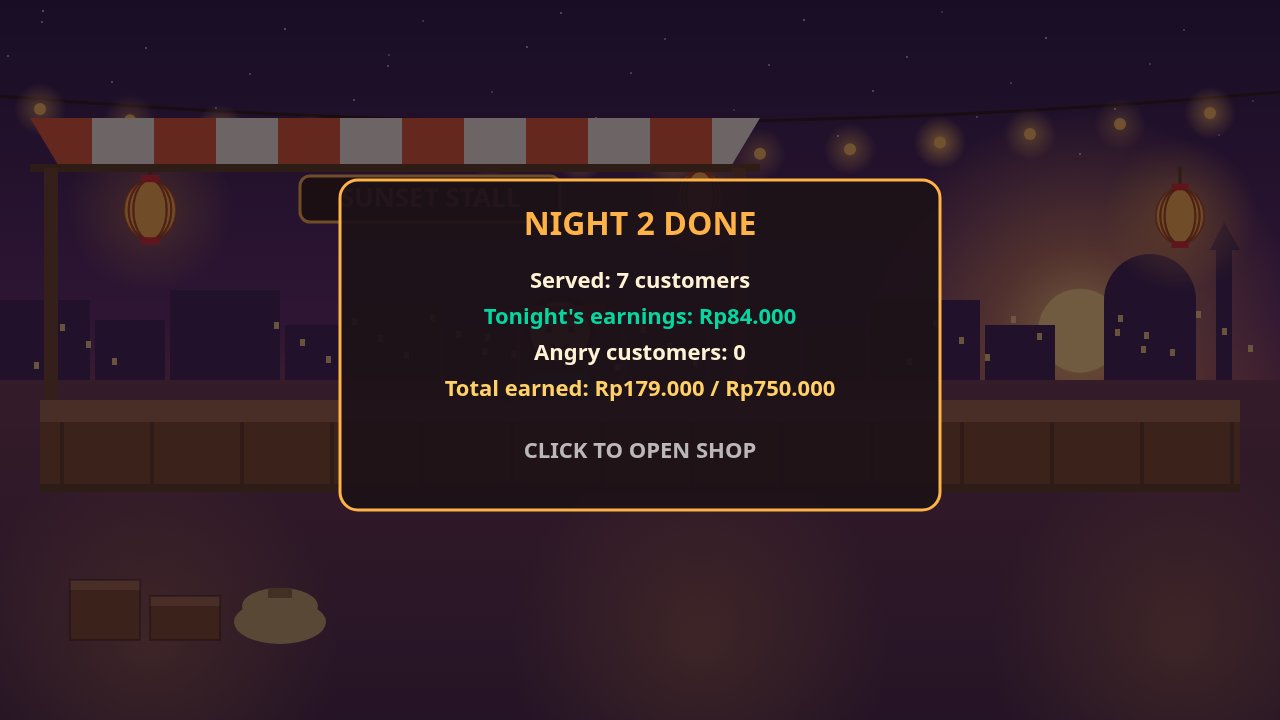 SUNSET STALL
NIGHT 2 DONE
Served: 7 customers
Tonight's earnings: Rp84.000
Angry customers: 0
Total earned: Rp179.000 / Rp750.000
CLICK TO OPEN SHOP